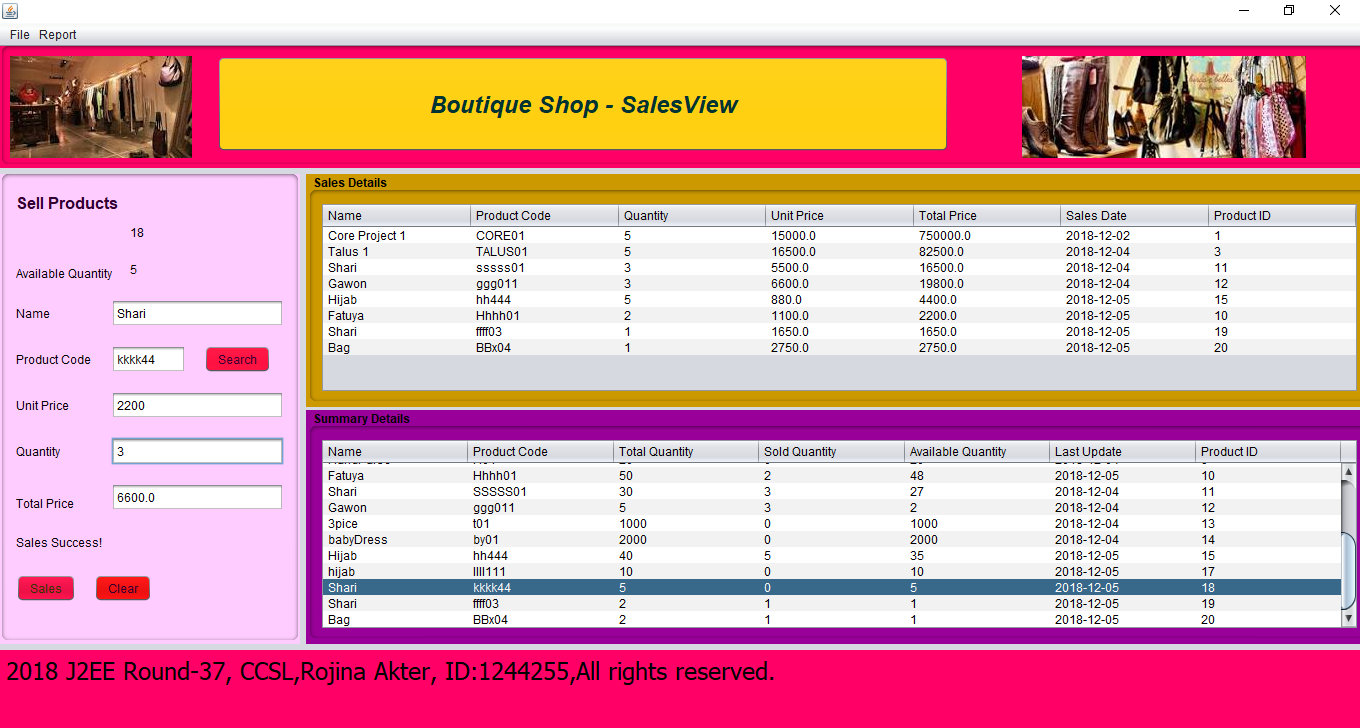 File Report
Boutique Shop - SalesView
Sell Products
18
Available Quantity 5
Name Shari
Product Code kkkk44 Search
Unit Price 2200
Quantity 3
Total Price 6600.0
Sales Success!
Sales Clear
Sales Details
Name Product Code Quantity Unit Price Total Price Sales Date Product ID
Core Project 1 CORE01 5 15000.0 750000.0 2018-12-02 1
Talus 1 TALUS01 5 16500.0 82500.0 2018-12-04 3
Shari sssss01 3 5500.0 16500.0 2018-12-04 11
Gawon ggg011 3 6600.0 19800.0 2018-12-04 12
Hijab hh444 5 880.0 4400.0 2018-12-05 15
Fatuya Hhhh01 2 1100.0 2200.0 2018-12-05 10
Shari ffff03 1 1650.0 1650.0 2018-12-05 19
Bag BBx04 1 2750.0 2750.0 2018-12-05 20
Summary Details
Name Product Code Total Quantity Sold Quantity Available Quantity Last Update Product ID
Fatuya Hhhh01 50 2 48 2018-12-05 10
Shari SSSSS01 30 3 27 2018-12-04 11
Gawon ggg011 5 3 2 2018-12-04 12
3pice t01 1000 0 1000 2018-12-04 13
babyDress by01 2000 0 2000 2018-12-04 14
Hijab hh444 40 5 35 2018-12-05 15
hijab llll111 10 0 10 2018-12-05 17
Shari kkkk44 5 0 5 2018-12-05 18
Shari ffff03 2 1 1 2018-12-05 19
Bag BBx04 2 1 1 2018-12-05 20
2018 J2EE Round-37, CCSL,Rojina Akter, ID:1244255,All rights reserved.